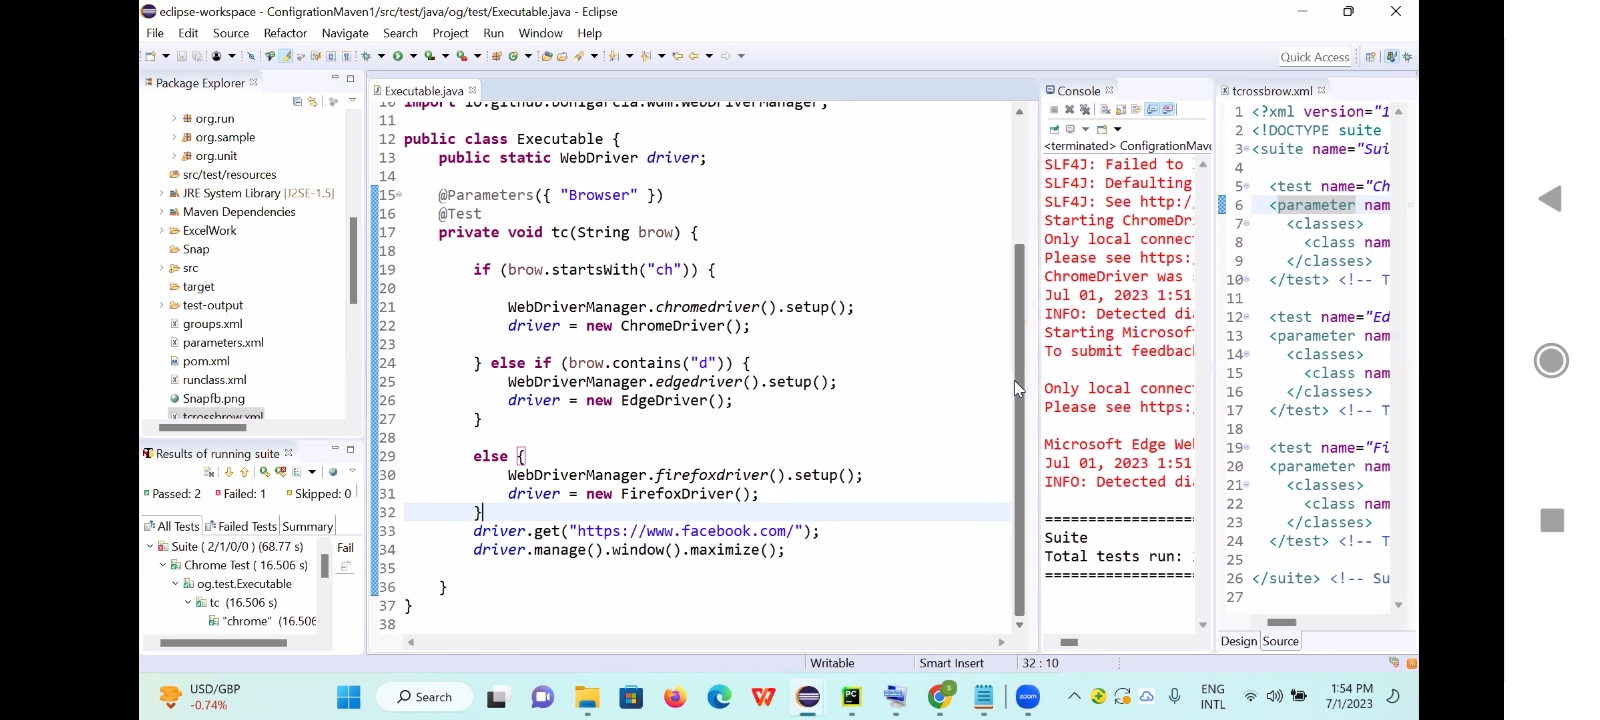 eclipse-workspace - ConfigrationMaven1/src/test/java/og/test/Executable.java - Eclipse
File Edit Source Refactor Navigate Search Project Run Window Help
Quick Access
Package Explorer
org.run
org.sample
org.unit
src/test/resources
JRE System Library [J2SE-1.5]
Maven Dependencies
ExcelWork
Snap
src
target
test-output
groups.xml
parameters.xml
pom.xml
runclass.xml
Snapfb.png
tcrossbrow.xml
Results of running suite
Passed: 2 Failed: 1 Skipped: 0
All Tests Failed Tests Summary
Suite ( 2/1/0/0 ) (68.77 s) Fail
Chrome Test ( 16.506 s)
og.test.Executable
tc (16.506 s)
"chrome" (16.506
Executable.java
10 import io.github.bonigarcia.wdm.WebDriverManager;
11
12 public class Executable {
13 public static WebDriver driver;
14
15 @Parameters({ "Browser" })
16 @Test
17 private void tc(String brow) {
18
19 if (brow.startsWith("ch")) {
20
21 WebDriverManager.chromedriver().setup();
22 driver = new ChromeDriver();
23
24 } else if (brow.contains("d")) {
25 WebDriverManager.edgedriver().setup();
26 driver = new EdgeDriver();
27 }
28
29 else {
30 WebDriverManager.firefoxdriver().setup();
31 driver = new FirefoxDriver();
32 }
33 driver.get("https://www.facebook.com/");
34 driver.manage().window().maximize();
35
36 }
37 }
38
Console
<terminated> ConfigrationMave
SLF4J: Failed to
SLF4J: Defaulting
SLF4J: See http:/
Starting ChromeDr
Only local connec
Please see https:
ChromeDriver was
Jul 01, 2023 1:51
INFO: Detected di
Starting Microsof
To submit feedbac
Only local connec
Please see https:
Microsoft Edge We
Jul 01, 2023 1:51
INFO: Detected di
===================
Suite
Total tests run:
===================
tcrossbrow.xml
1 <?xml version="1
2 <!DOCTYPE suite
3 <suite name="Sui
4
5 <test name="Ch
6 <parameter nam
7 <classes>
8 <class nam
9 </classes>
10 </test> <!-- T
11
12 <test name="Ed
13 <parameter nam
14 <classes>
15 <class nam
16 </classes>
17 </test> <!-- T
18
19 <test name="Fi
20 <parameter nam
21 <classes>
22 <class nam
23 </classes>
24 </test> <!-- T
25
26 </suite> <!-- Su
27
Design Source
Writable Smart Insert 32 : 10
USD/GBP
-0.74%
Search
zoom
ENG
INTL
1:54 PM
7/1/2023